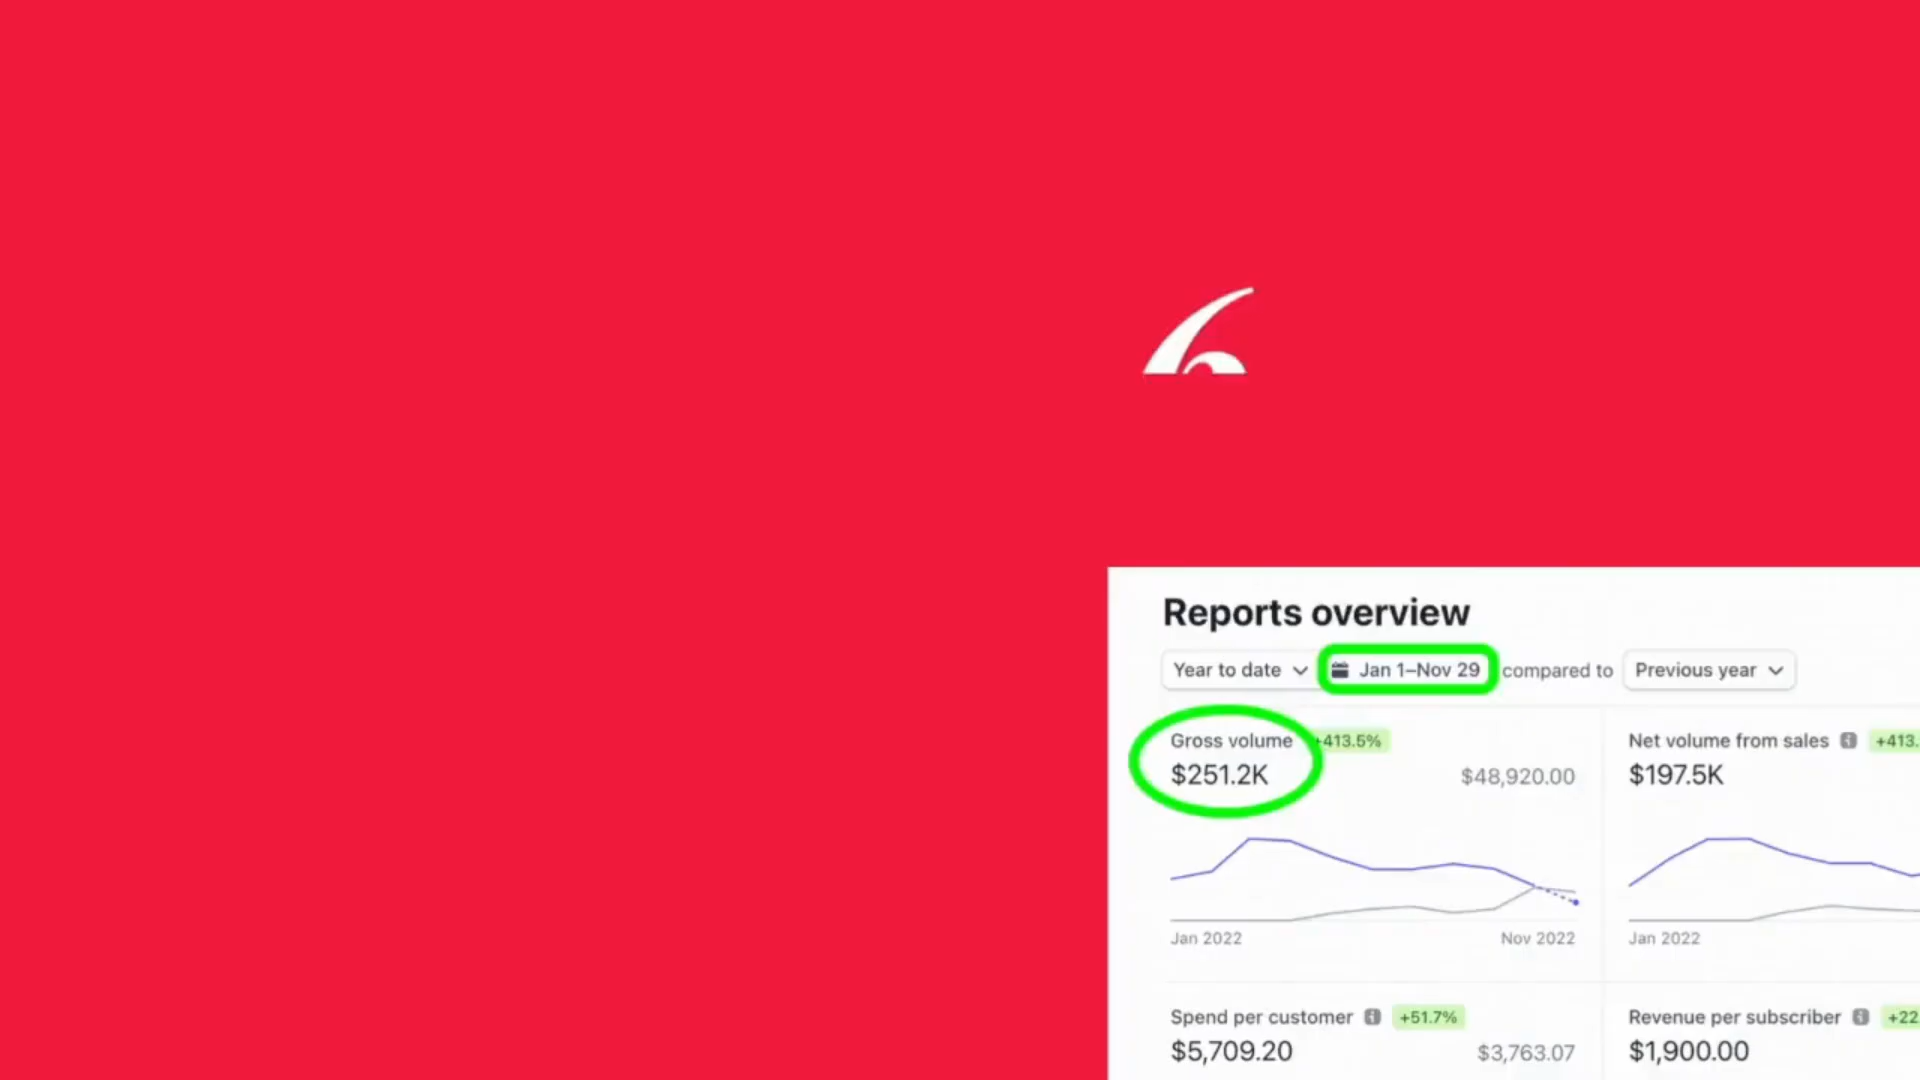 Reports overview
Year to date Jan 1–Nov 29 compared to Previous year
Gross volume +413.5%
$251.2K $48,920.00
Jan 2022 Nov 2022
Net volume from sales +413.
$197.5K
Jan 2022
Spend per customer +51.7%
$5,709.20 $3,763.07
Revenue per subscriber +22
$1,900.00